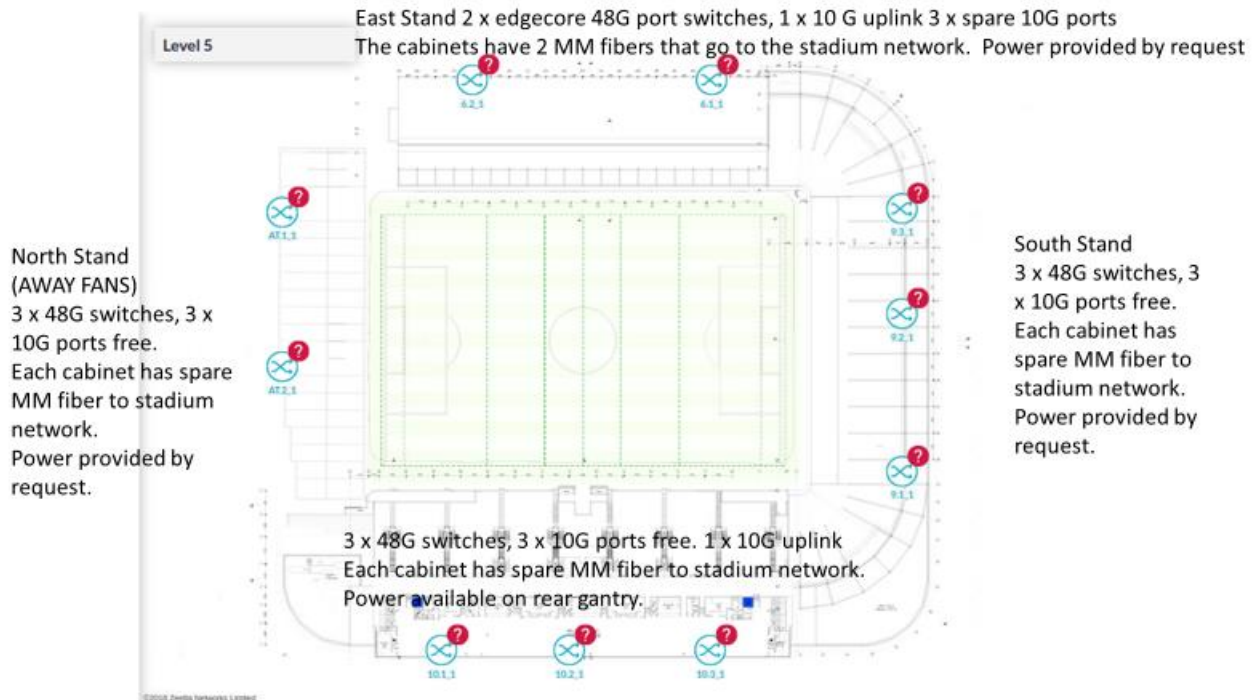 East Stand 2 x edgecore 48G port switches, 1 x 10 G uplink 3 x spare 10G ports
Level 5
The cabinets have 2 MM fibers that go to the stadium network. Power provided by request
?
?
6.2_1
6.1_1
?
?
AT.1_1
9.3_1
North Stand
(AWAY FANS)
3 x 48G switches, 3 x
10G ports free.
Each cabinet has spare
MM fiber to stadium
network.
Power provided by
request.
?
AT.2_1
?
9.2_1
South Stand
3 x 48G switches, 3
x 10G ports free.
Each cabinet has
spare MM fiber to
stadium network.
Power provided by
request.
?
9.1_1
3 x 48G switches, 3 x 10G ports free. 1 x 10G uplink
Each cabinet has spare MM fiber to stadium network.
Power available on rear gantry.
?
?
?
10.1_1
10.2_1
10.3_1